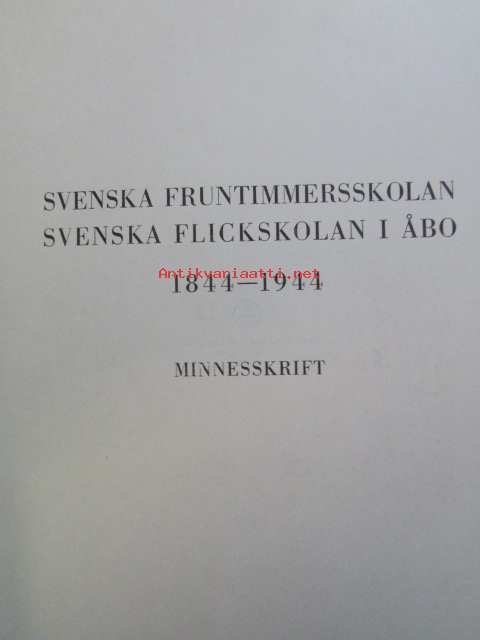 SVENSKA FRUNTIMMERSSKOLAN
SVENSKA FLICKSKOLAN I ÅBO
Antikvariaatti.net
1844—1944
MINNESSKRIFT